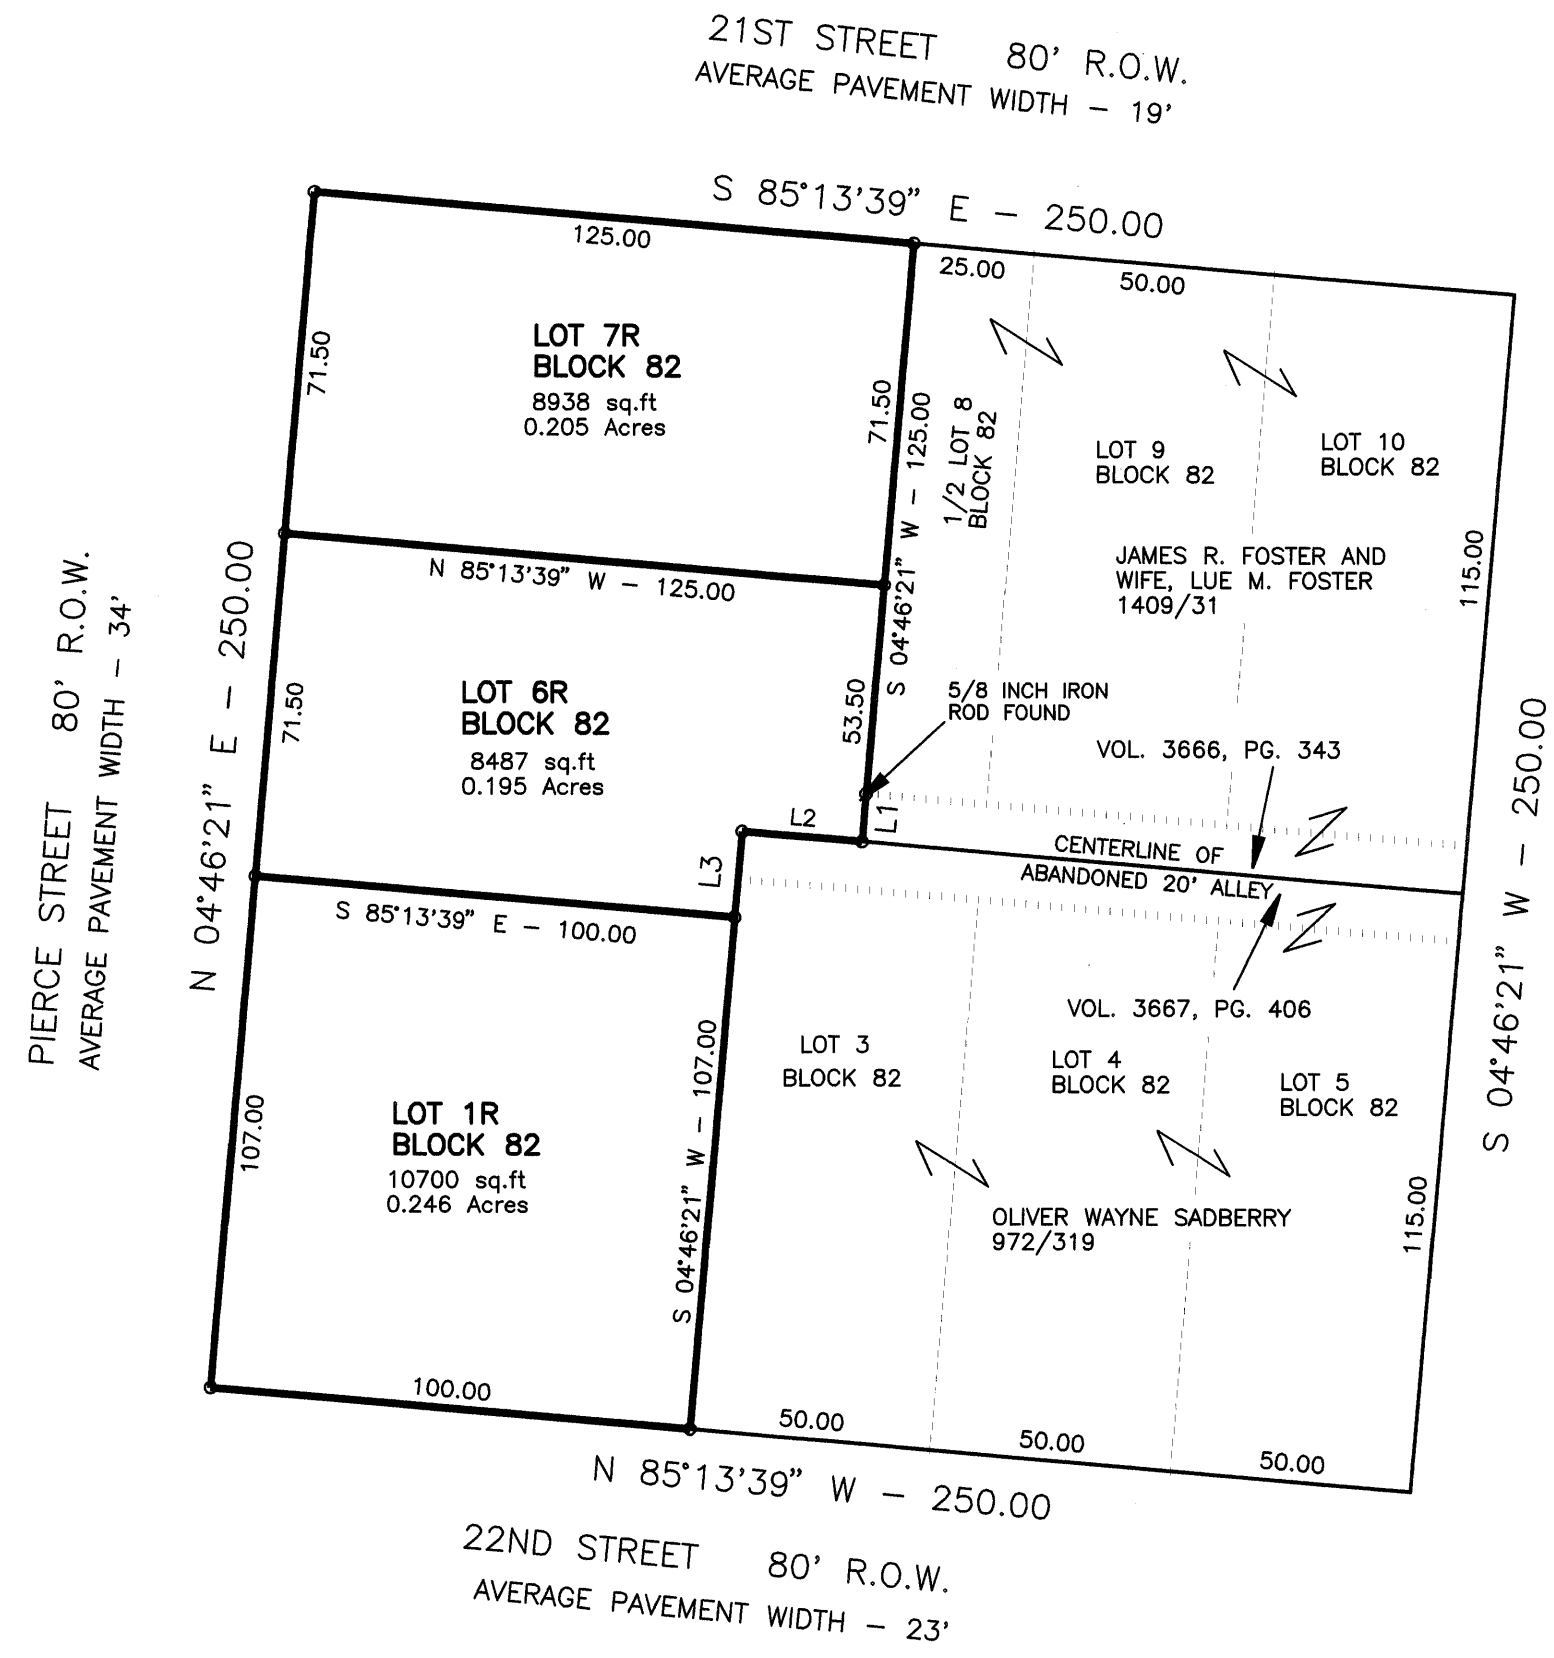 21ST STREET 80' R.O.W.
AVERAGE PAVEMENT WIDTH - 19'
S 85°13'39" E - 250.00
125.00
25.00
50.00
LOT 7R
BLOCK 82
8938 sq.ft
0.205 Acres
71.50
71.50
S 04°46'21" W - 125.00
1/2 LOT 8
BLOCK 82
LOT 9
BLOCK 82
LOT 10
BLOCK 82
JAMES R. FOSTER AND
WIFE, LUE M. FOSTER
1409/31
115.00
N 85°13'39" W - 125.00
PIERCE STREET 80' R.O.W.
AVERAGE PAVEMENT WIDTH - 34'
N 04°46'21" E - 250.00
71.50
LOT 6R
BLOCK 82
8487 sq.ft
0.195 Acres
53.50
5/8 INCH IRON
ROD FOUND
VOL. 3666, PG. 343
L1
L2
L3
CENTERLINE OF
ABANDONED 20' ALLEY
S 04°46'21" W - 250.00
S 85°13'39" E - 100.00
VOL. 3667, PG. 406
107.00
LOT 1R
BLOCK 82
10700 sq.ft
0.246 Acres
S 04°46'21" W - 107.00
LOT 3
BLOCK 82
LOT 4
BLOCK 82
LOT 5
BLOCK 82
OLIVER WAYNE SADBERRY
972/319
115.00
100.00
50.00
50.00
50.00
N 85°13'39" W - 250.00
22ND STREET 80' R.O.W.
AVERAGE PAVEMENT WIDTH - 23'